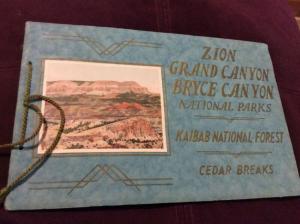 ZION
GRAND CANYON
BRYCE CANYON
NATIONAL PARKS
KAIBAB NATIONAL FOREST
CEDAR BREAKS